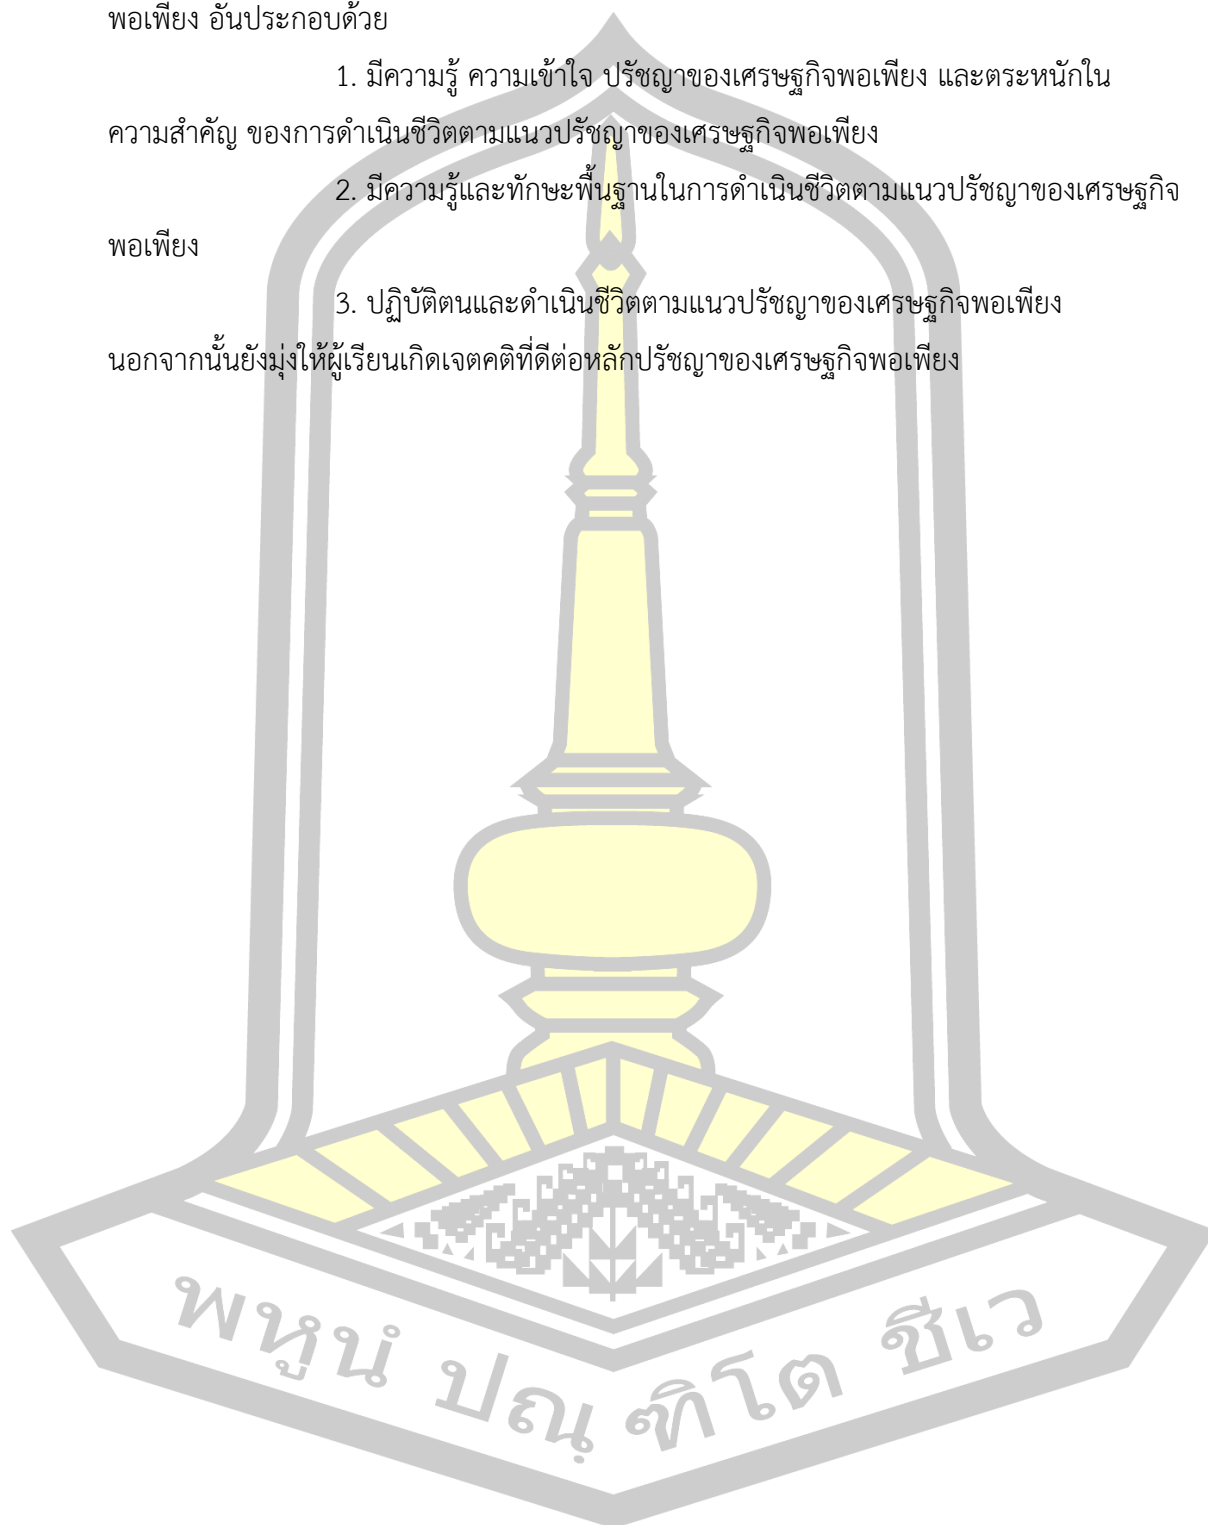 พอเพียง อันประกอบด้วย
1. มีความรู้ ความเข้าใจ ปรัชญาของเศรษฐกิจพอเพียง และตระหนักใน
ความสำคัญ ของการดำเนินชีวิตตามแนวปรัชญาของเศรษฐกิจพอเพียง
2. มีความรู้และทักษะพื้นฐานในการดำเนินชีวิตตามแนวปรัชญาของเศรษฐกิจ
พอเพียง
3. ปฏิบัติตนและดำเนินชีวิตตามแนวปรัชญาของเศรษฐกิจพอเพียง
นอกจากนั้นยังมุ่งให้ผู้เรียนเกิดเจตคติที่ดีต่อหลักปรัชญาของเศรษฐกิจพอเพียง
พหูนํ ปณฺ ฑิโต ชีเว